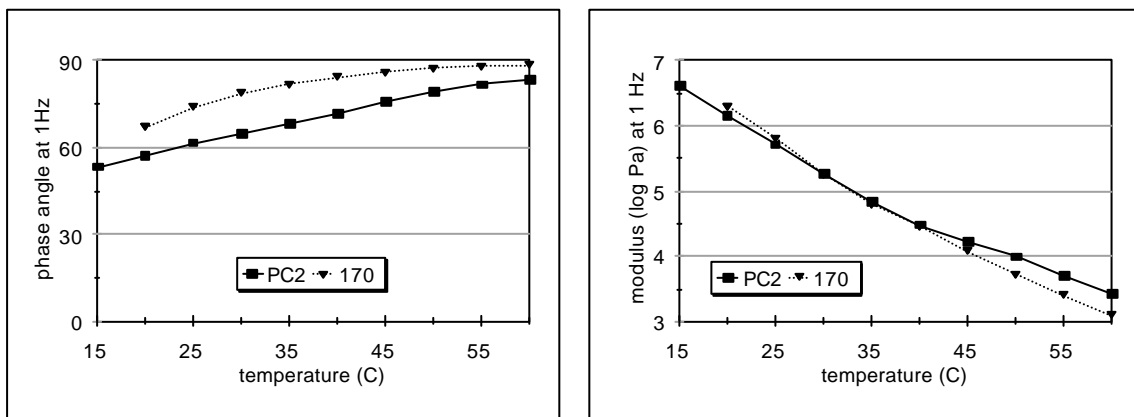 phase angle at 1Hz
90
60
30
0
PC2 170
15 25 35 45 55
temperature (C)
modulus (log Pa) at 1 Hz
7
6
5
4
3
PC2 170
15 25 35 45 55
temperature (C)